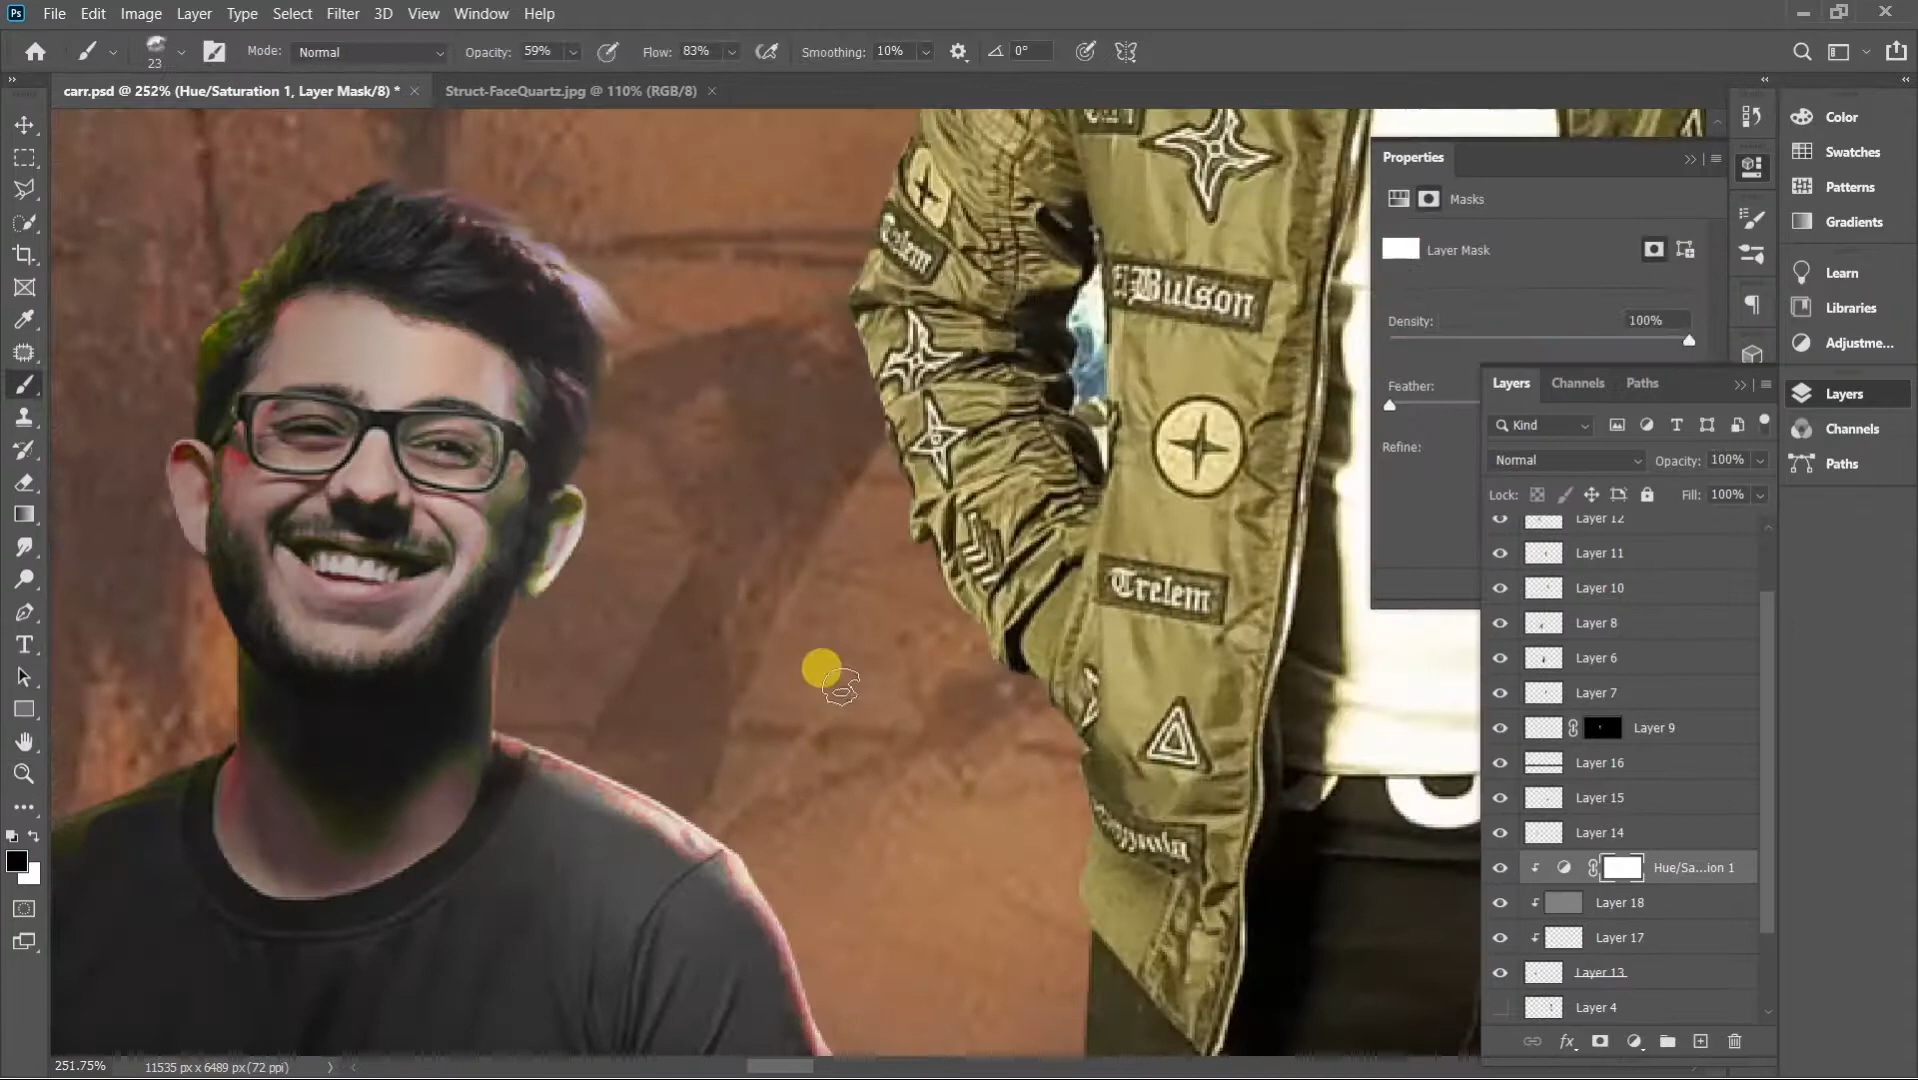 Ps File Edit Image Layer Type Select Filter 3D View Window Help
23 Mode: Normal Opacity: 59% Flow: 83% Smoothing: 10% 0°
carr.psd @ 252% (Hue/Saturation 1, Layer Mask/8) * Struct-FaceQuartz.jpg @ 110% (RGB/8)
Properties
Masks
Layer Mask
Density: 100%
Feather:
Refine:
Color
Swatches
Patterns
Gradients
Learn
Libraries
Adjustme...
Layers
Channels
Paths
Layers Channels Paths
Kind
Normal Opacity: 100%
Lock: Fill: 100%
Layer 12
Layer 11
Layer 10
Layer 8
Layer 6
Layer 7
Layer 9
Layer 16
Layer 15
Layer 14
Hue/Sa...ion 1
Layer 18
Layer 17
Layer 13
Layer 4
fx
Bulson
Trelem
251.75% 11535 px x 6489 px (72 ppi)